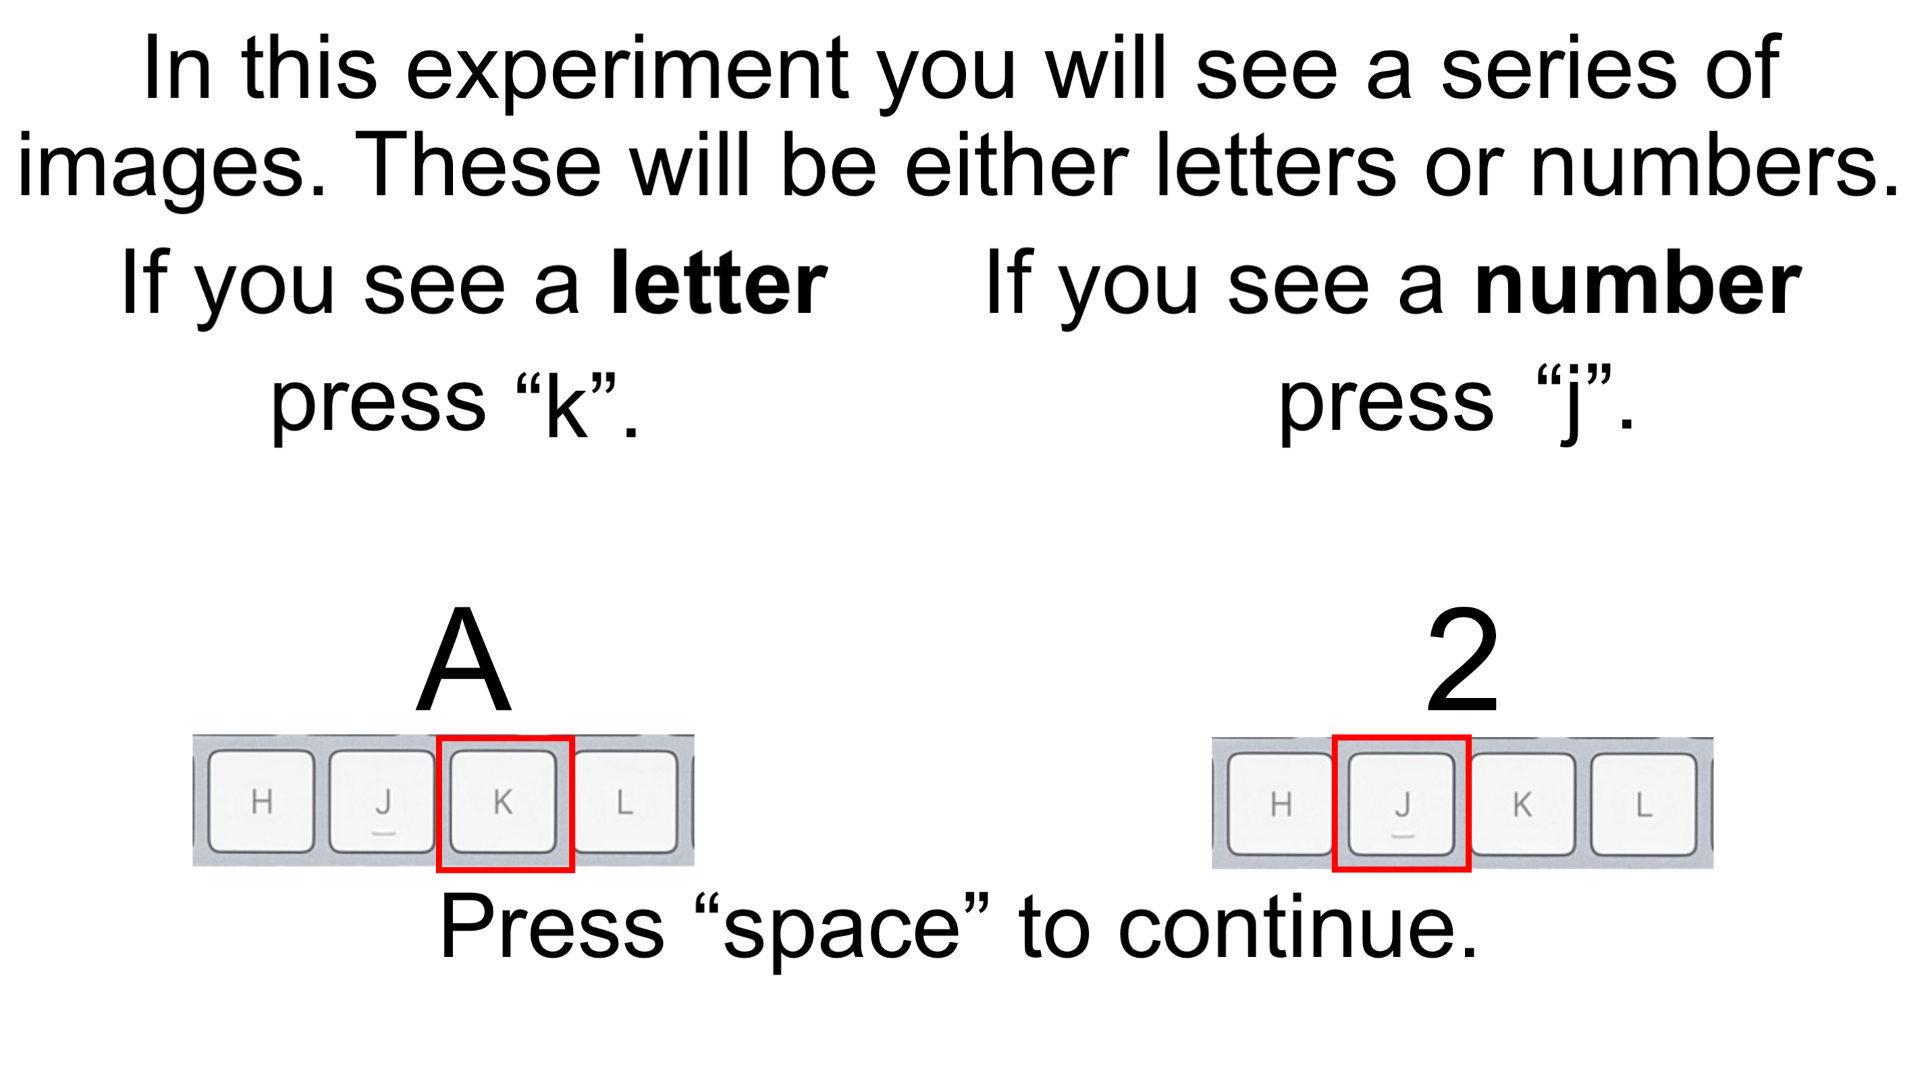 In this experiment you will see a series of
images. These will be either letters or numbers.
If you see a letter
press “k”.
If you see a number
press “j”.
A
H J K L
2
H J K L
Press “space” to continue.